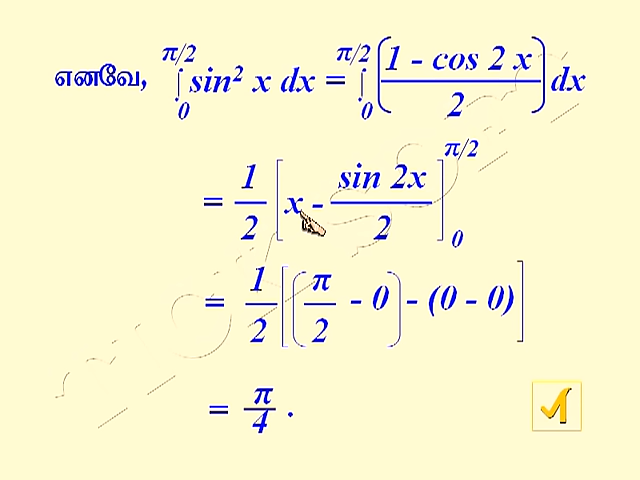 எனவே, ∫₀^{π/2} sin² x dx = ∫₀^{π/2} ((1 - cos 2 x)/2) dx
= 1/2 [x - (sin 2x)/2]₀^{π/2}
= 1/2 [(π/2 - 0) - (0 - 0)]
= π/4 .